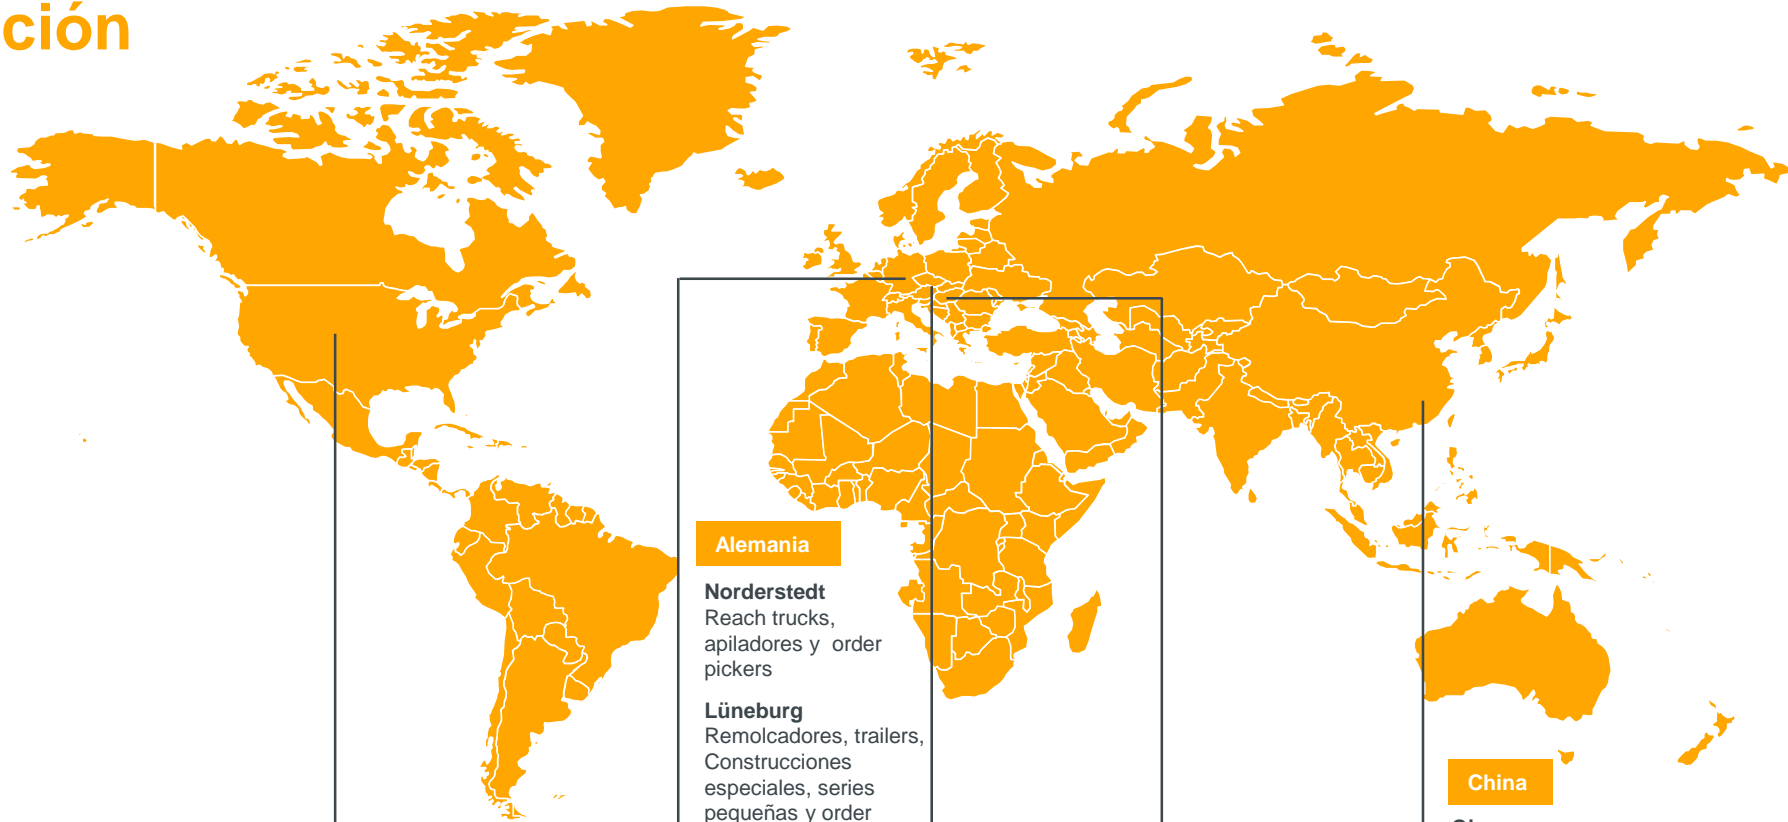 ción
Alemania
Norderstedt
Reach trucks,
apiladores y order
pickers
Lüneburg
Remolcadores, trailers,
Construcciones
especiales, series
pequeñas y order
China